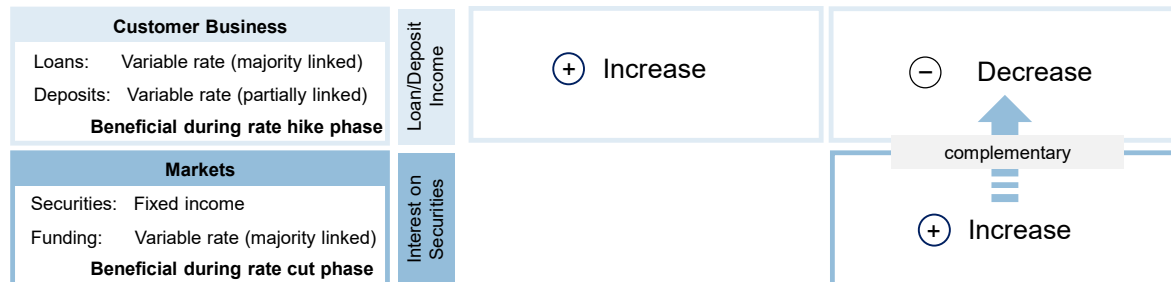 Customer Business
Loans: Variable rate (majority linked)
Deposits: Variable rate (partially linked)
Beneficial during rate hike phase
Loan/Deposit
Income
+ Increase
− Decrease
complementary
Markets
Securities: Fixed income
Funding: Variable rate (majority linked)
Beneficial during rate cut phase
Interest on
Securities
+ Increase